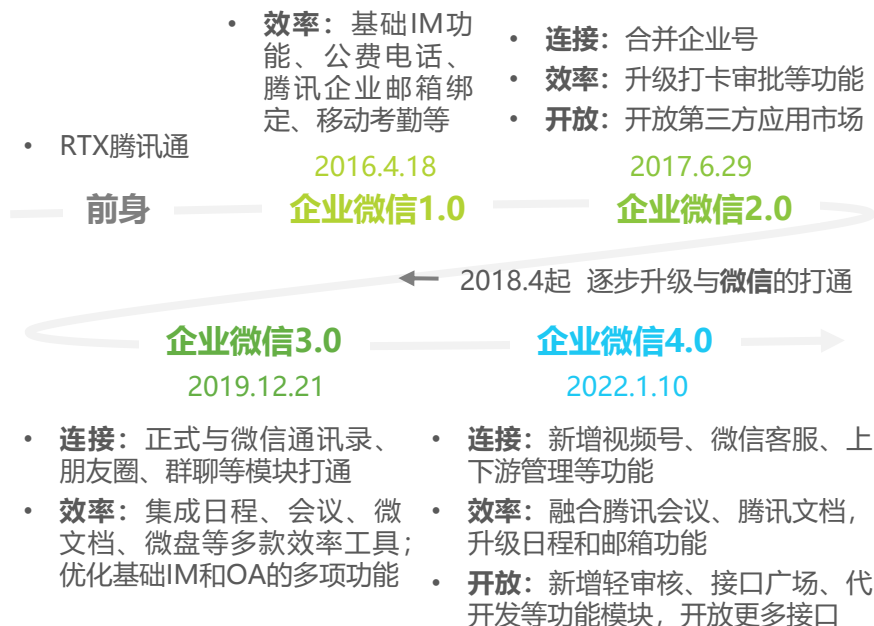 • RTX腾讯通
前身
• 效率：基础IM功
能、公费电话、
腾讯企业邮箱绑
定、移动考勤等
2016.4.18
企业微信1.0
• 连接：合并企业号
• 效率：升级打卡审批等功能
• 开放：开放第三方应用市场
2017.6.29
企业微信2.0
2018.4起 逐步升级与微信的打通
企业微信3.0
2019.12.21
• 连接：正式与微信通讯录、
朋友圈、群聊等模块打通
• 效率：集成日程、会议、微
文档、微盘等多款效率工具；
优化基础IM和OA的多项功能
企业微信4.0
2022.1.10
• 连接：新增视频号、微信客服、上
下游管理等功能
• 效率：融合腾讯会议、腾讯文档，
升级日程和邮箱功能
• 开放：新增轻审核、接口广场、代
开发等功能模块，开放更多接口